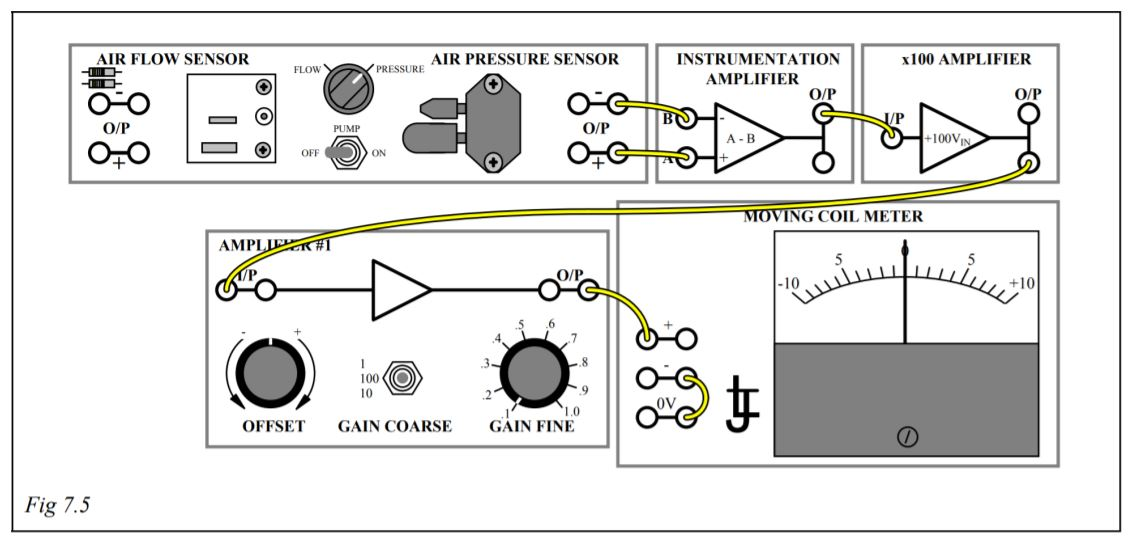 AIR FLOW SENSOR
-
O/P
+
FLOW PRESSURE
PUMP
OFF ON
AIR PRESSURE SENSOR
-
O/P
+
INSTRUMENTATION
AMPLIFIER
B
A
-
A - B
+
O/P
x100 AMPLIFIER
I/P
+100VIN
O/P
AMPLIFIER #1
I/P
O/P
- +
OFFSET
1
100
10
GAIN COARSE
.1 .2 .3 .4 .5 .6 .7 .8 .9 1.0
GAIN FINE
MOVING COIL METER
+
-
0V
-10 5 0 5 +10
Fig 7.5